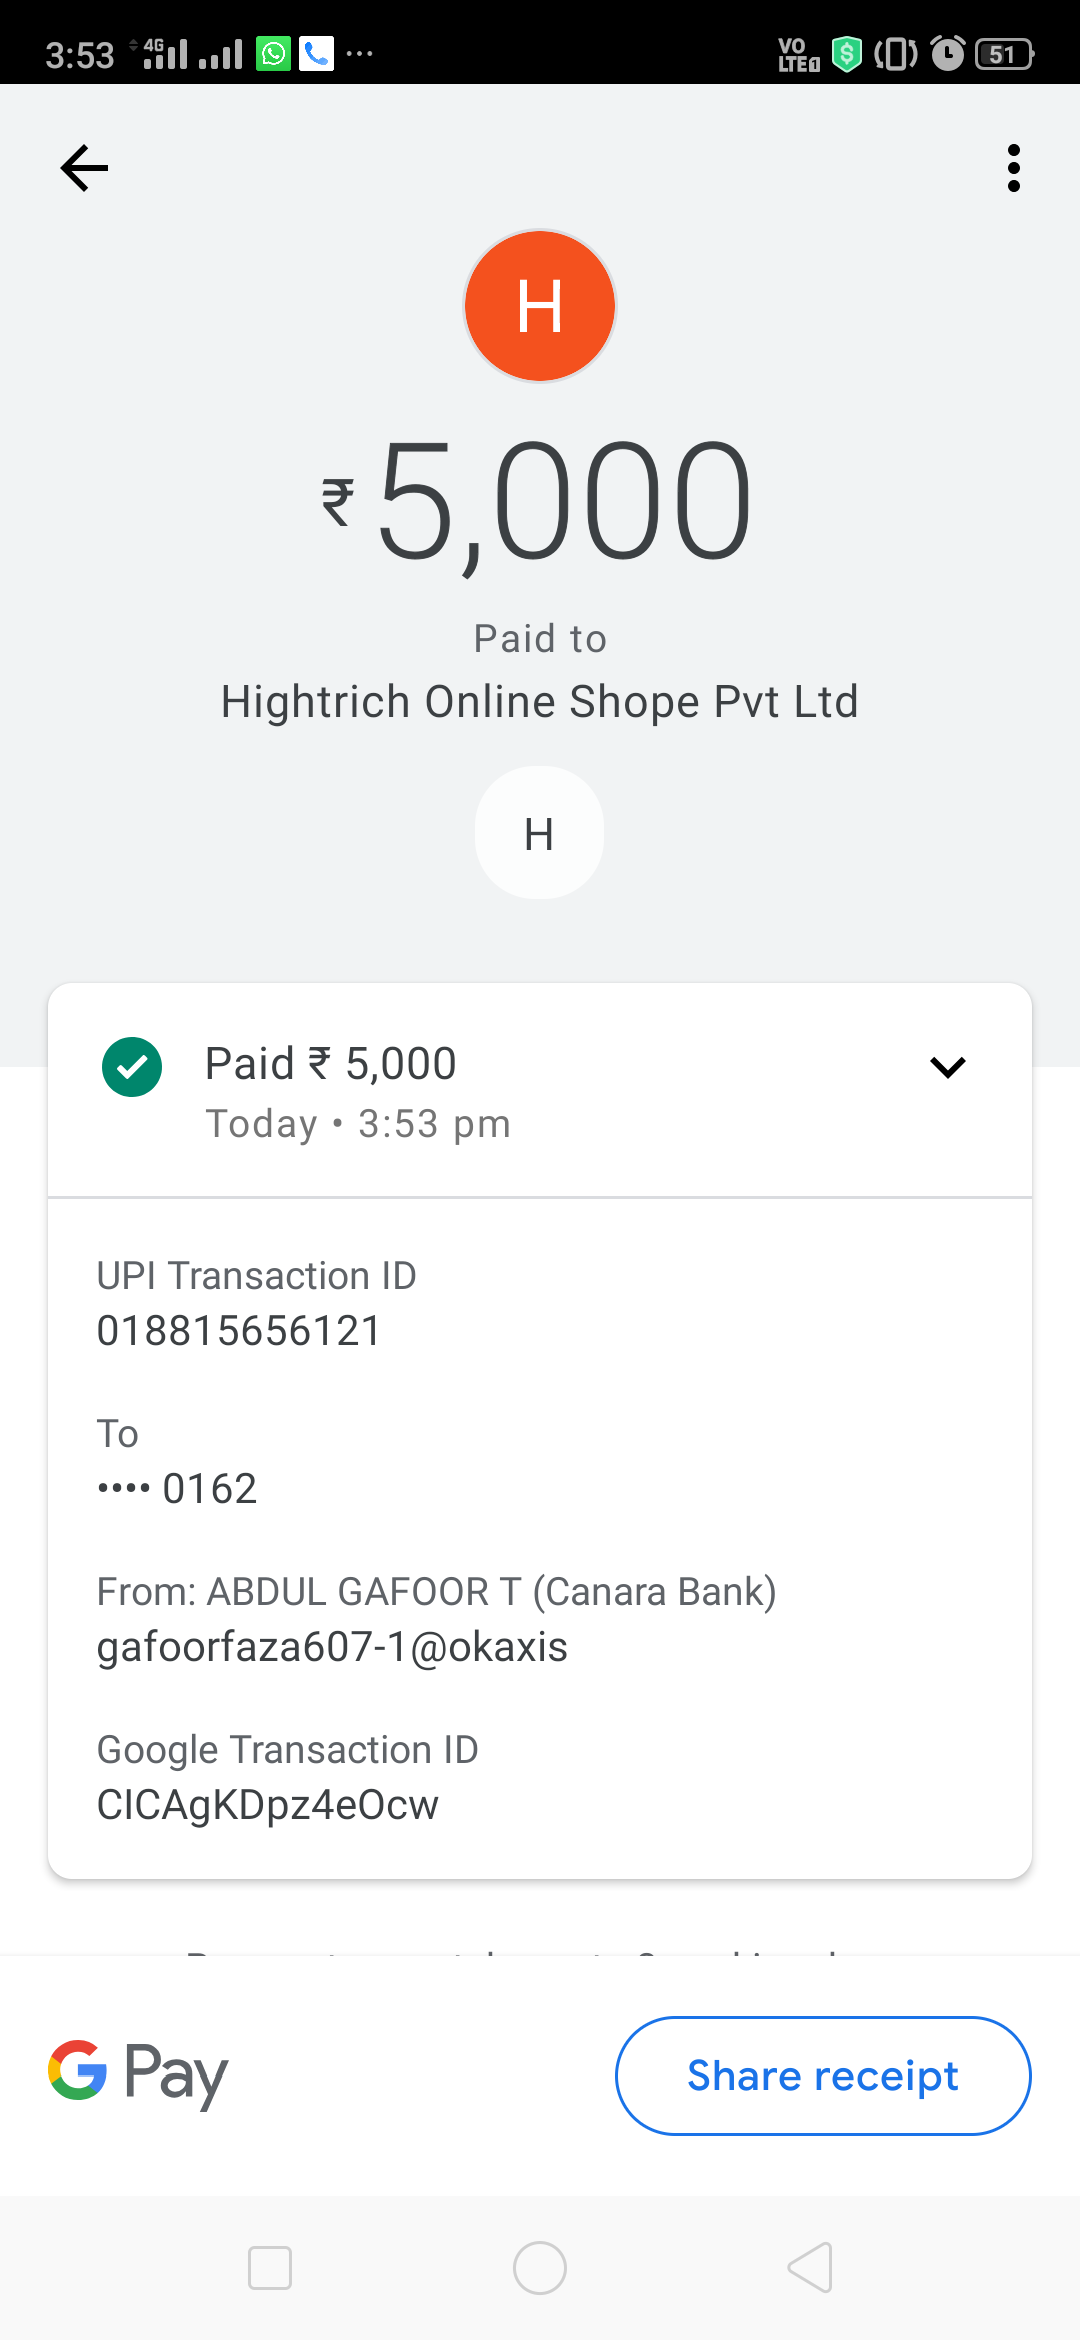 3:53 4G VO LTE1 51
H
₹5,000
Paid to
Hightrich Online Shope Pvt Ltd
H
Paid ₹ 5,000
Today • 3:53 pm
UPI Transaction ID
018815656121
To
•••• 0162
From: ABDUL GAFOOR T (Canara Bank)
gafoorfaza607-1@okaxis
Google Transaction ID
CICAgKDpz4eOcw
G Pay
Share receipt